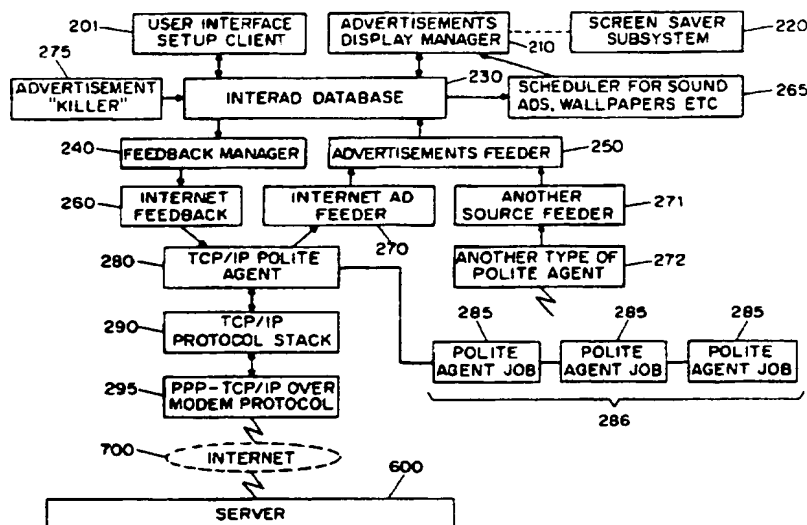 201
USER INTERFACE
SETUP CLIENT
ADVERTISEMENTS
DISPLAY MANAGER
210
SCREEN SAVER
SUBSYSTEM
220
275
ADVERTISEMENT
"KILLER"
230
INTERAD DATABASE
SCHEDULER FOR SOUND
ADS, WALLPAPERS ETC
265
240
FEEDBACK MANAGER
ADVERTISEMENTS FEEDER
250
260
INTERNET
FEEDBACK
INTERNET AD
FEEDER
270
ANOTHER
SOURCE FEEDER
271
280
TCP/IP POLITE
AGENT
ANOTHER TYPE OF
POLITE AGENT
272
290
TCP/IP
PROTOCOL STACK
285
285
285
POLITE
AGENT JOB
POLITE
AGENT JOB
POLITE
AGENT JOB
286
295
PPP-TCP/IP OVER
MODEM PROTOCOL
700
INTERNET
600
SERVER